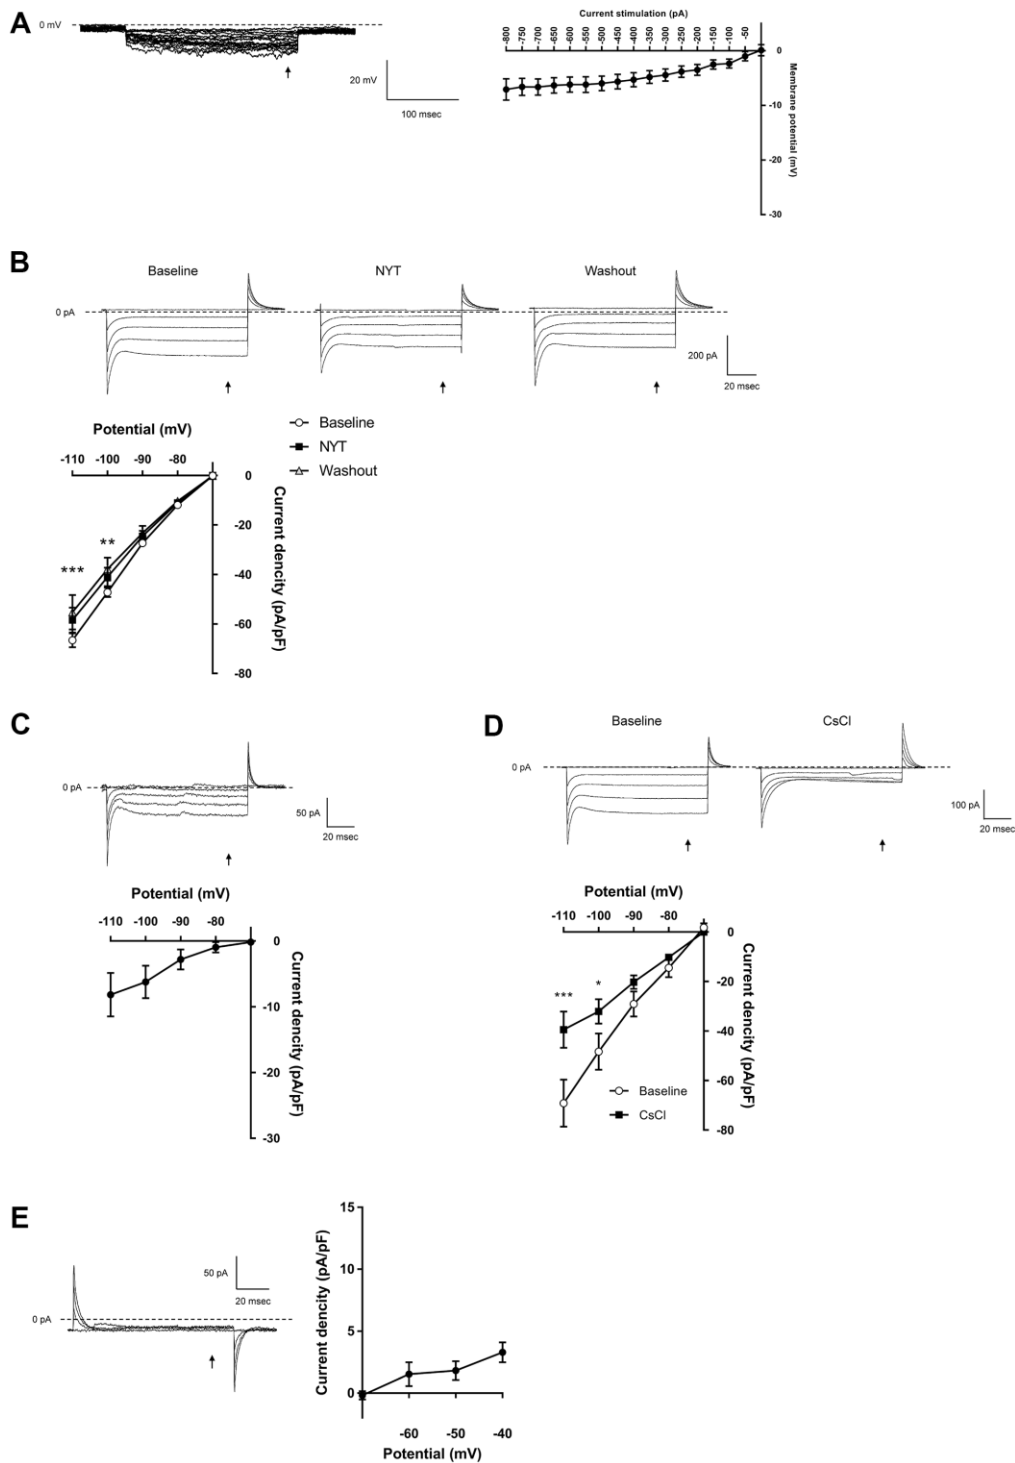 A
0 mV
20 mV
100 msec
Current stimulation (pA)
-800 -750 -700 -650 -600 -550 -500 -450 -400 -350 -300 -250 -200 -150 -100 -50
0
-10
-20
-30
Membrane potential (mV)
B
Baseline NYT Washout
0 pA
200 pA
20 msec
Potential (mV)
-110 -100 -90 -80
0
-20
-40
-60
-80
Current dencity (pA/pF)
*** **
Baseline
NYT
Washout
C
0 pA
50 pA
20 msec
Potential (mV)
-110 -100 -90 -80
0
-10
-20
-30
Current dencity (pA/pF)
D
Baseline CsCl
0 pA
100 pA
20 msec
Potential (mV)
-110 -100 -90 -80
0
-20
-40
-60
-80
Current dencity (pA/pF)
*** *
Baseline
CsCl
E
0 pA
50 pA
20 msec
Current dencity (pA/pF)
15
10
5
0
-60 -50 -40
Potential (mV)